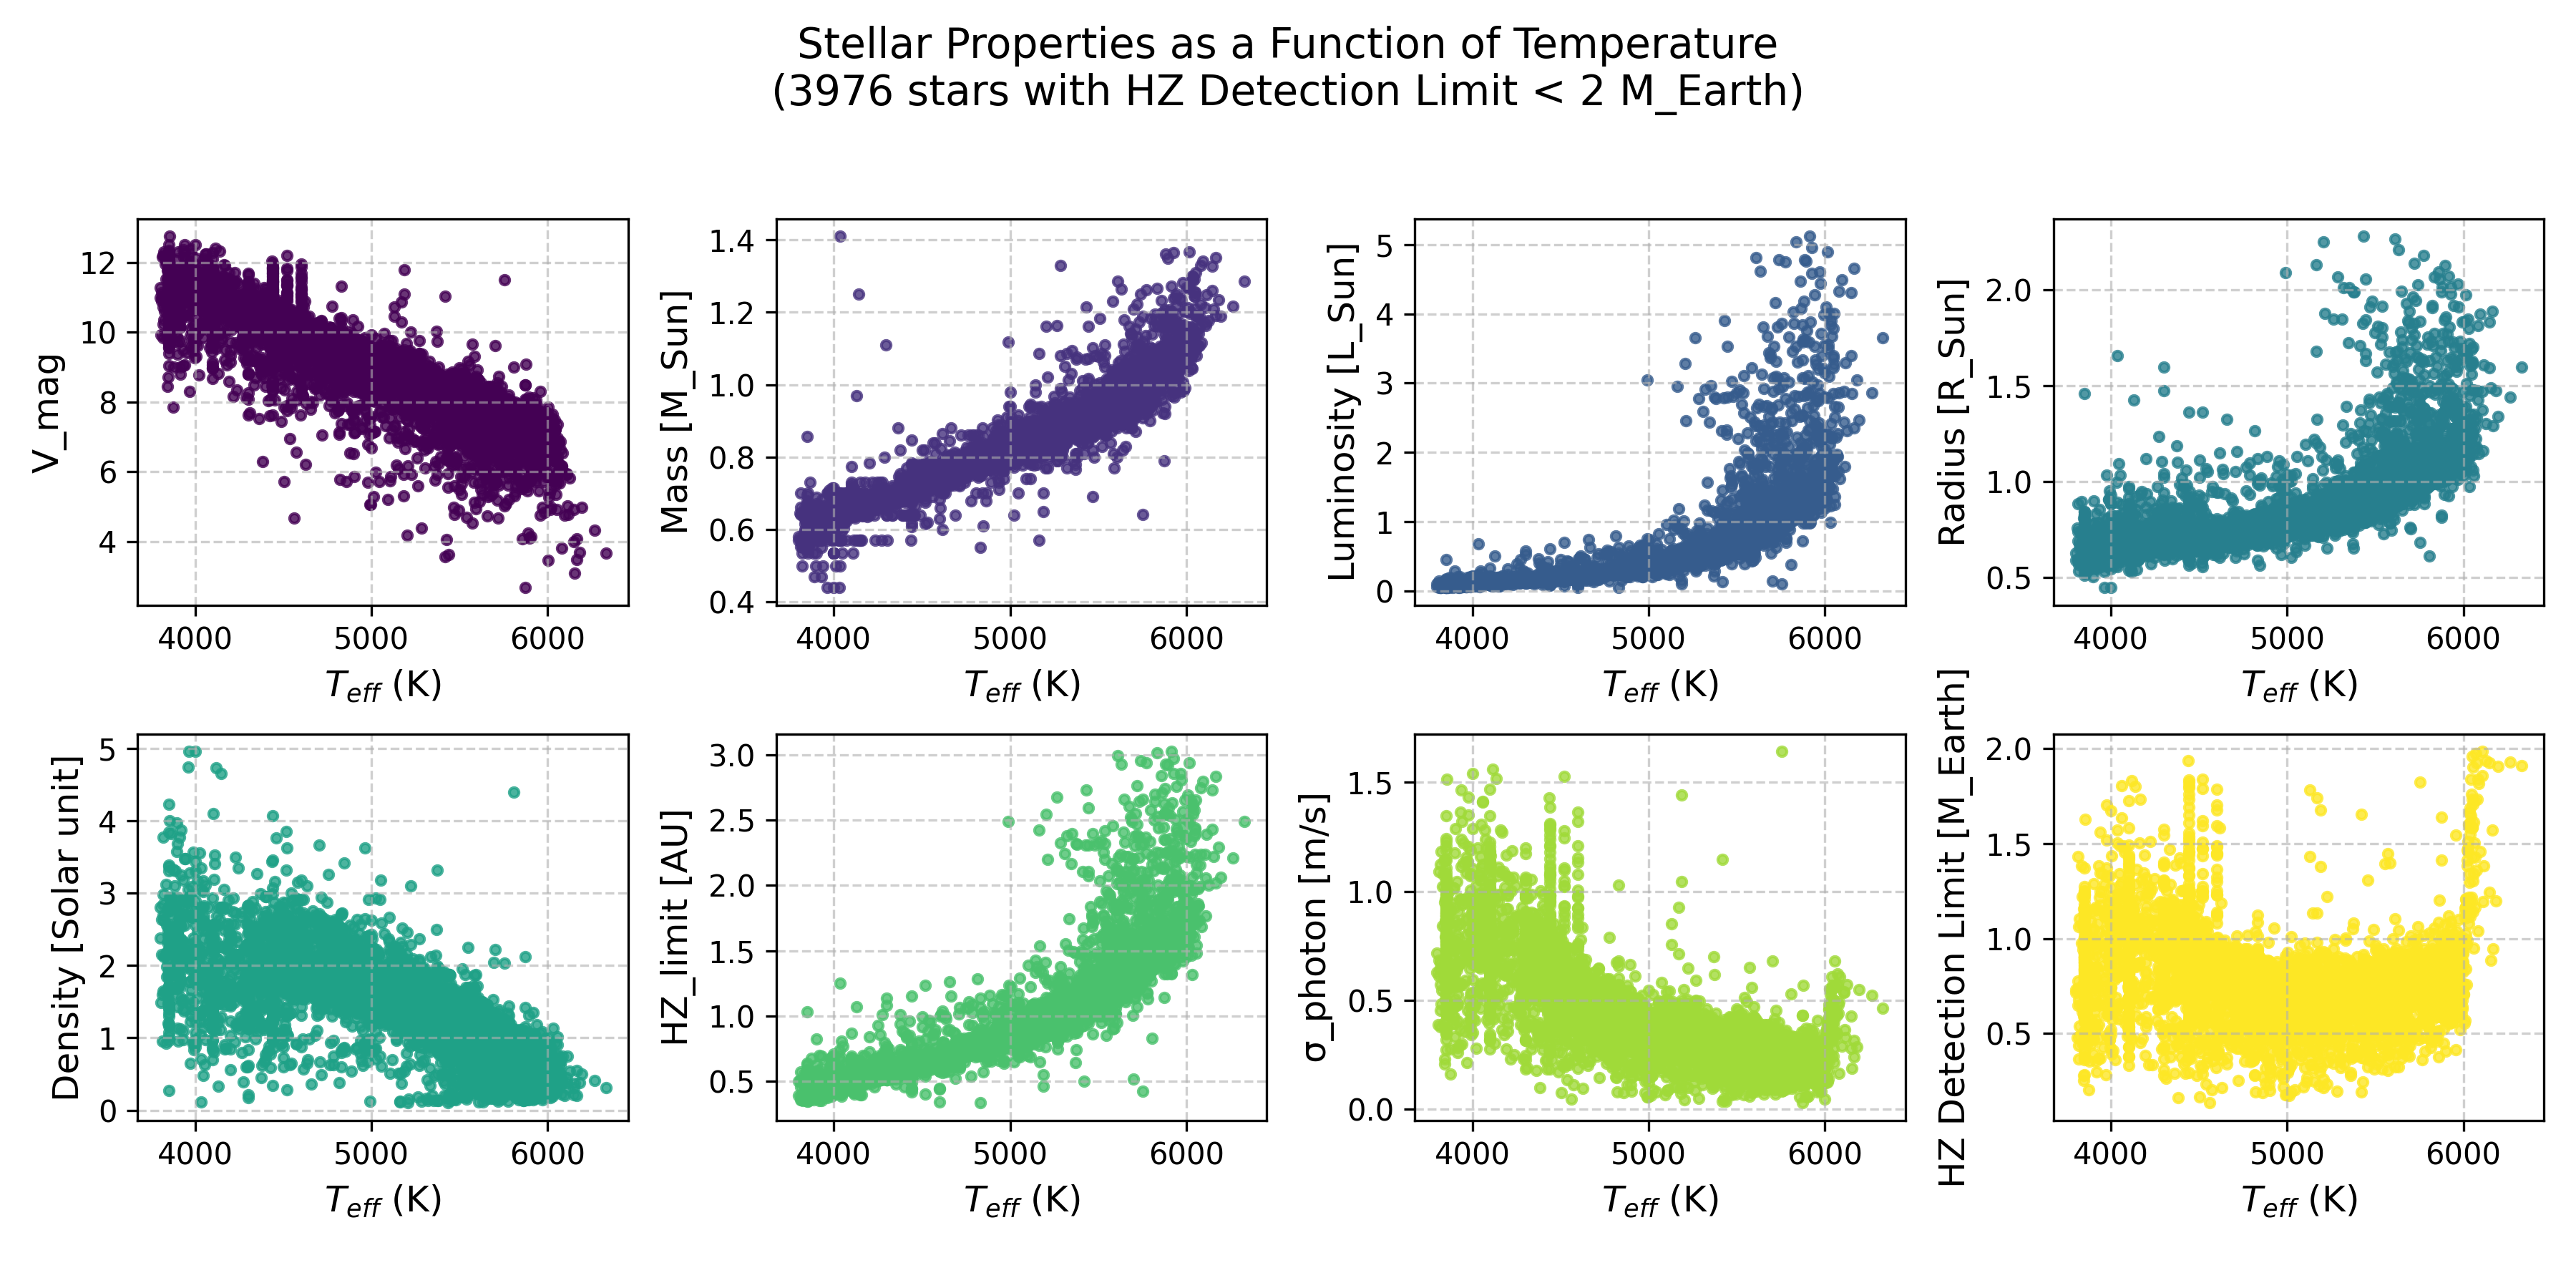 Stellar Properties as a Function of Temperature
(3976 stars with HZ Detection Limit < 2 M_Earth)
V_mag
12
10
8
6
4
4000 5000 6000
T_eff (K)
Mass [M_Sun]
1.4
1.2
1.0
0.8
0.6
0.4
4000 5000 6000
T_eff (K)
Luminosity [L_Sun]
5
4
3
2
1
0
4000 5000 6000
T_eff (K)
Radius [R_Sun]
2.0
1.5
1.0
0.5
4000 5000 6000
T_eff (K)
Density [Solar unit]
5
4
3
2
1
0
4000 5000 6000
T_eff (K)
HZ_limit [AU]
3.0
2.5
2.0
1.5
1.0
0.5
4000 5000 6000
T_eff (K)
σ_photon [m/s]
1.5
1.0
0.5
0.0
4000 5000 6000
T_eff (K)
HZ Detection Limit [M_Earth]
2.0
1.5
1.0
0.5
4000 5000 6000
T_eff (K)